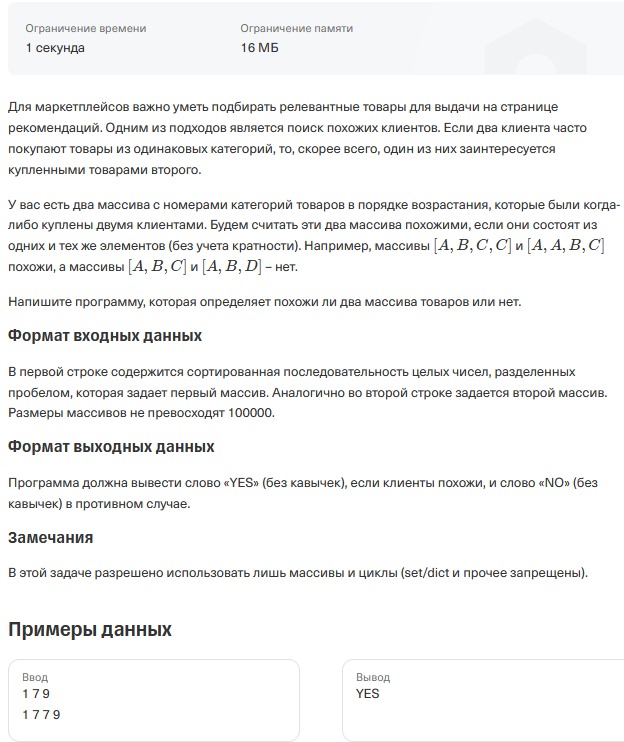 Ограничение времени
Ограничение памяти
1 секунда
16 МБ
Для маркетплейсов важно уметь подбирать релевантные товары для выдачи на странице
рекомендаций. Одним из подходов является поиск похожих клиентов. Если два клиента часто
покупают товары из одинаковых категорий, то, скорее всего, один из них заинтересуется
купленными товарами второго.
У вас есть два массива с номерами категорий товаров в порядке возрастания, которые были когда-
либо куплены двумя клиентами. Будем считать эти два массива похожими, если они состоят из
одних и тех же элементов (без учета кратности). Например, массивы [A, B, C, C] и [A, A, B, C]
похожи, а массивы [A, B, C] и [A, B, D] – нет.
Напишите программу, которая определяет похожи ли два массива товаров или нет.
Формат входных данных
В первой строке содержится сортированная последовательность целых чисел, разделенных
пробелом, которая задает первый массив. Аналогично во второй строке задается второй массив.
Размеры массивов не превосходят 100000.
Формат выходных данных
Программа должна вывести слово «YES» (без кавычек), если клиенты похожи, и слово «NO» (без
кавычек) в противном случае.
Замечания
В этой задаче разрешено использовать лишь массивы и циклы (set/dict и прочее запрещены).
Примеры данных
Ввод
1 7 9
1 7 7 9
Вывод
YES